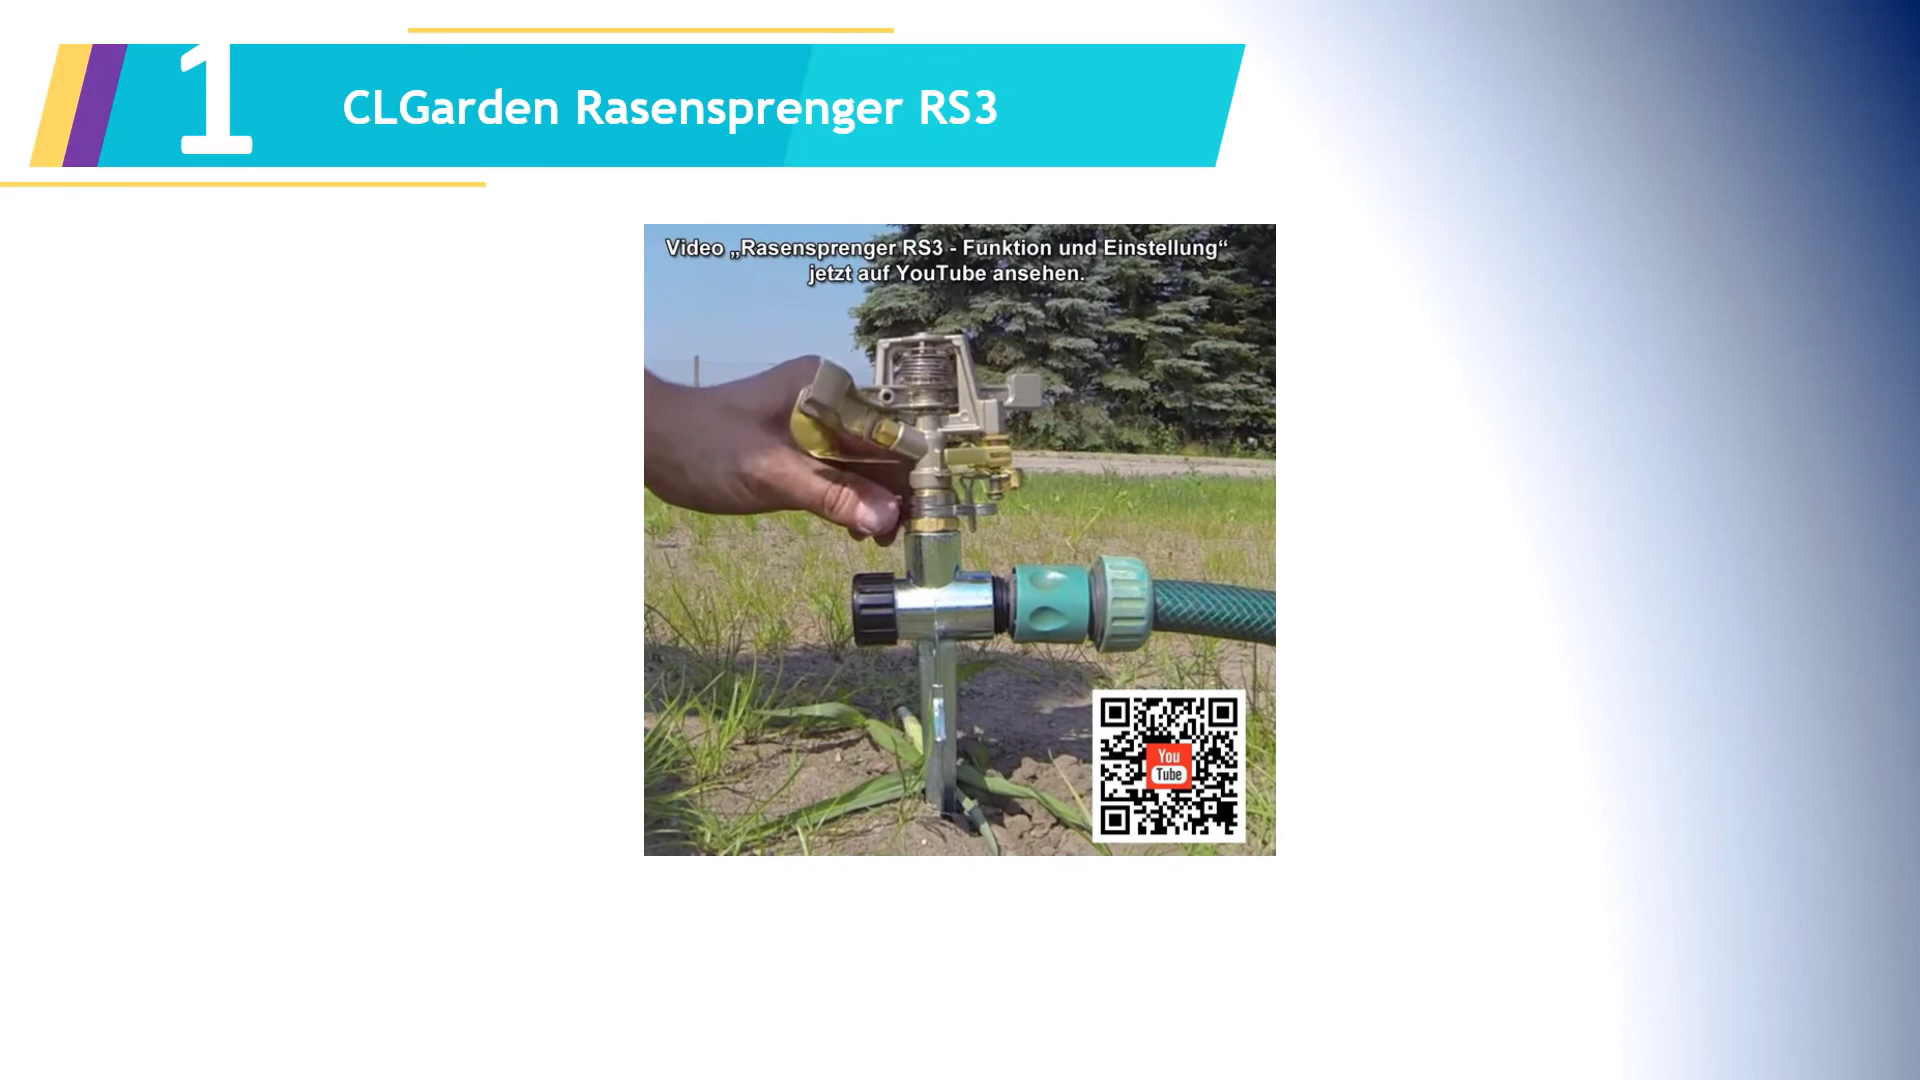 1
CLGarden Rasensprenger RS3
Video „Rasensprenger RS3 - Funktion und Einstellung“
jetzt auf YouTube ansehen.
You
Tube